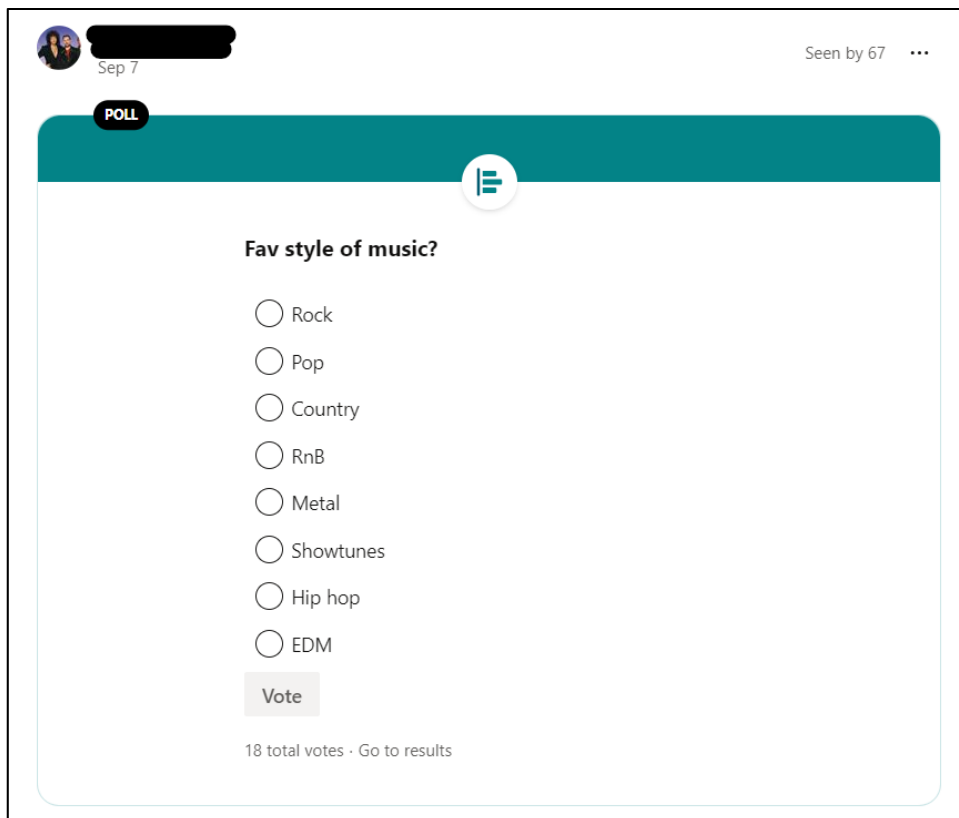 Sep 7
Seen by 67
POLL
Fav style of music?
Rock
Pop
Country
RnB
Metal
Showtunes
Hip hop
EDM
Vote
18 total votes · Go to results